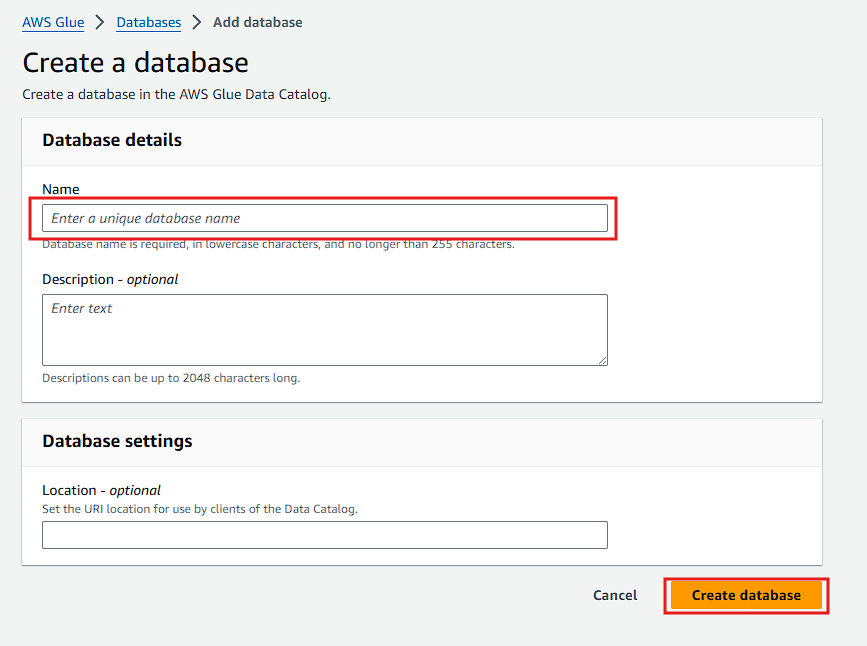 AWS Glue > Databases > Add database
Create a database
Create a database in the AWS Glue Data Catalog.
Database details
Name
Enter a unique database name
Database name is required, in lowercase characters, and no longer than 255 characters.
Description - optional
Enter text
Descriptions can be up to 2048 characters long.
Database settings
Location - optional
Set the URI location for use by clients of the Data Catalog.
Cancel Create database